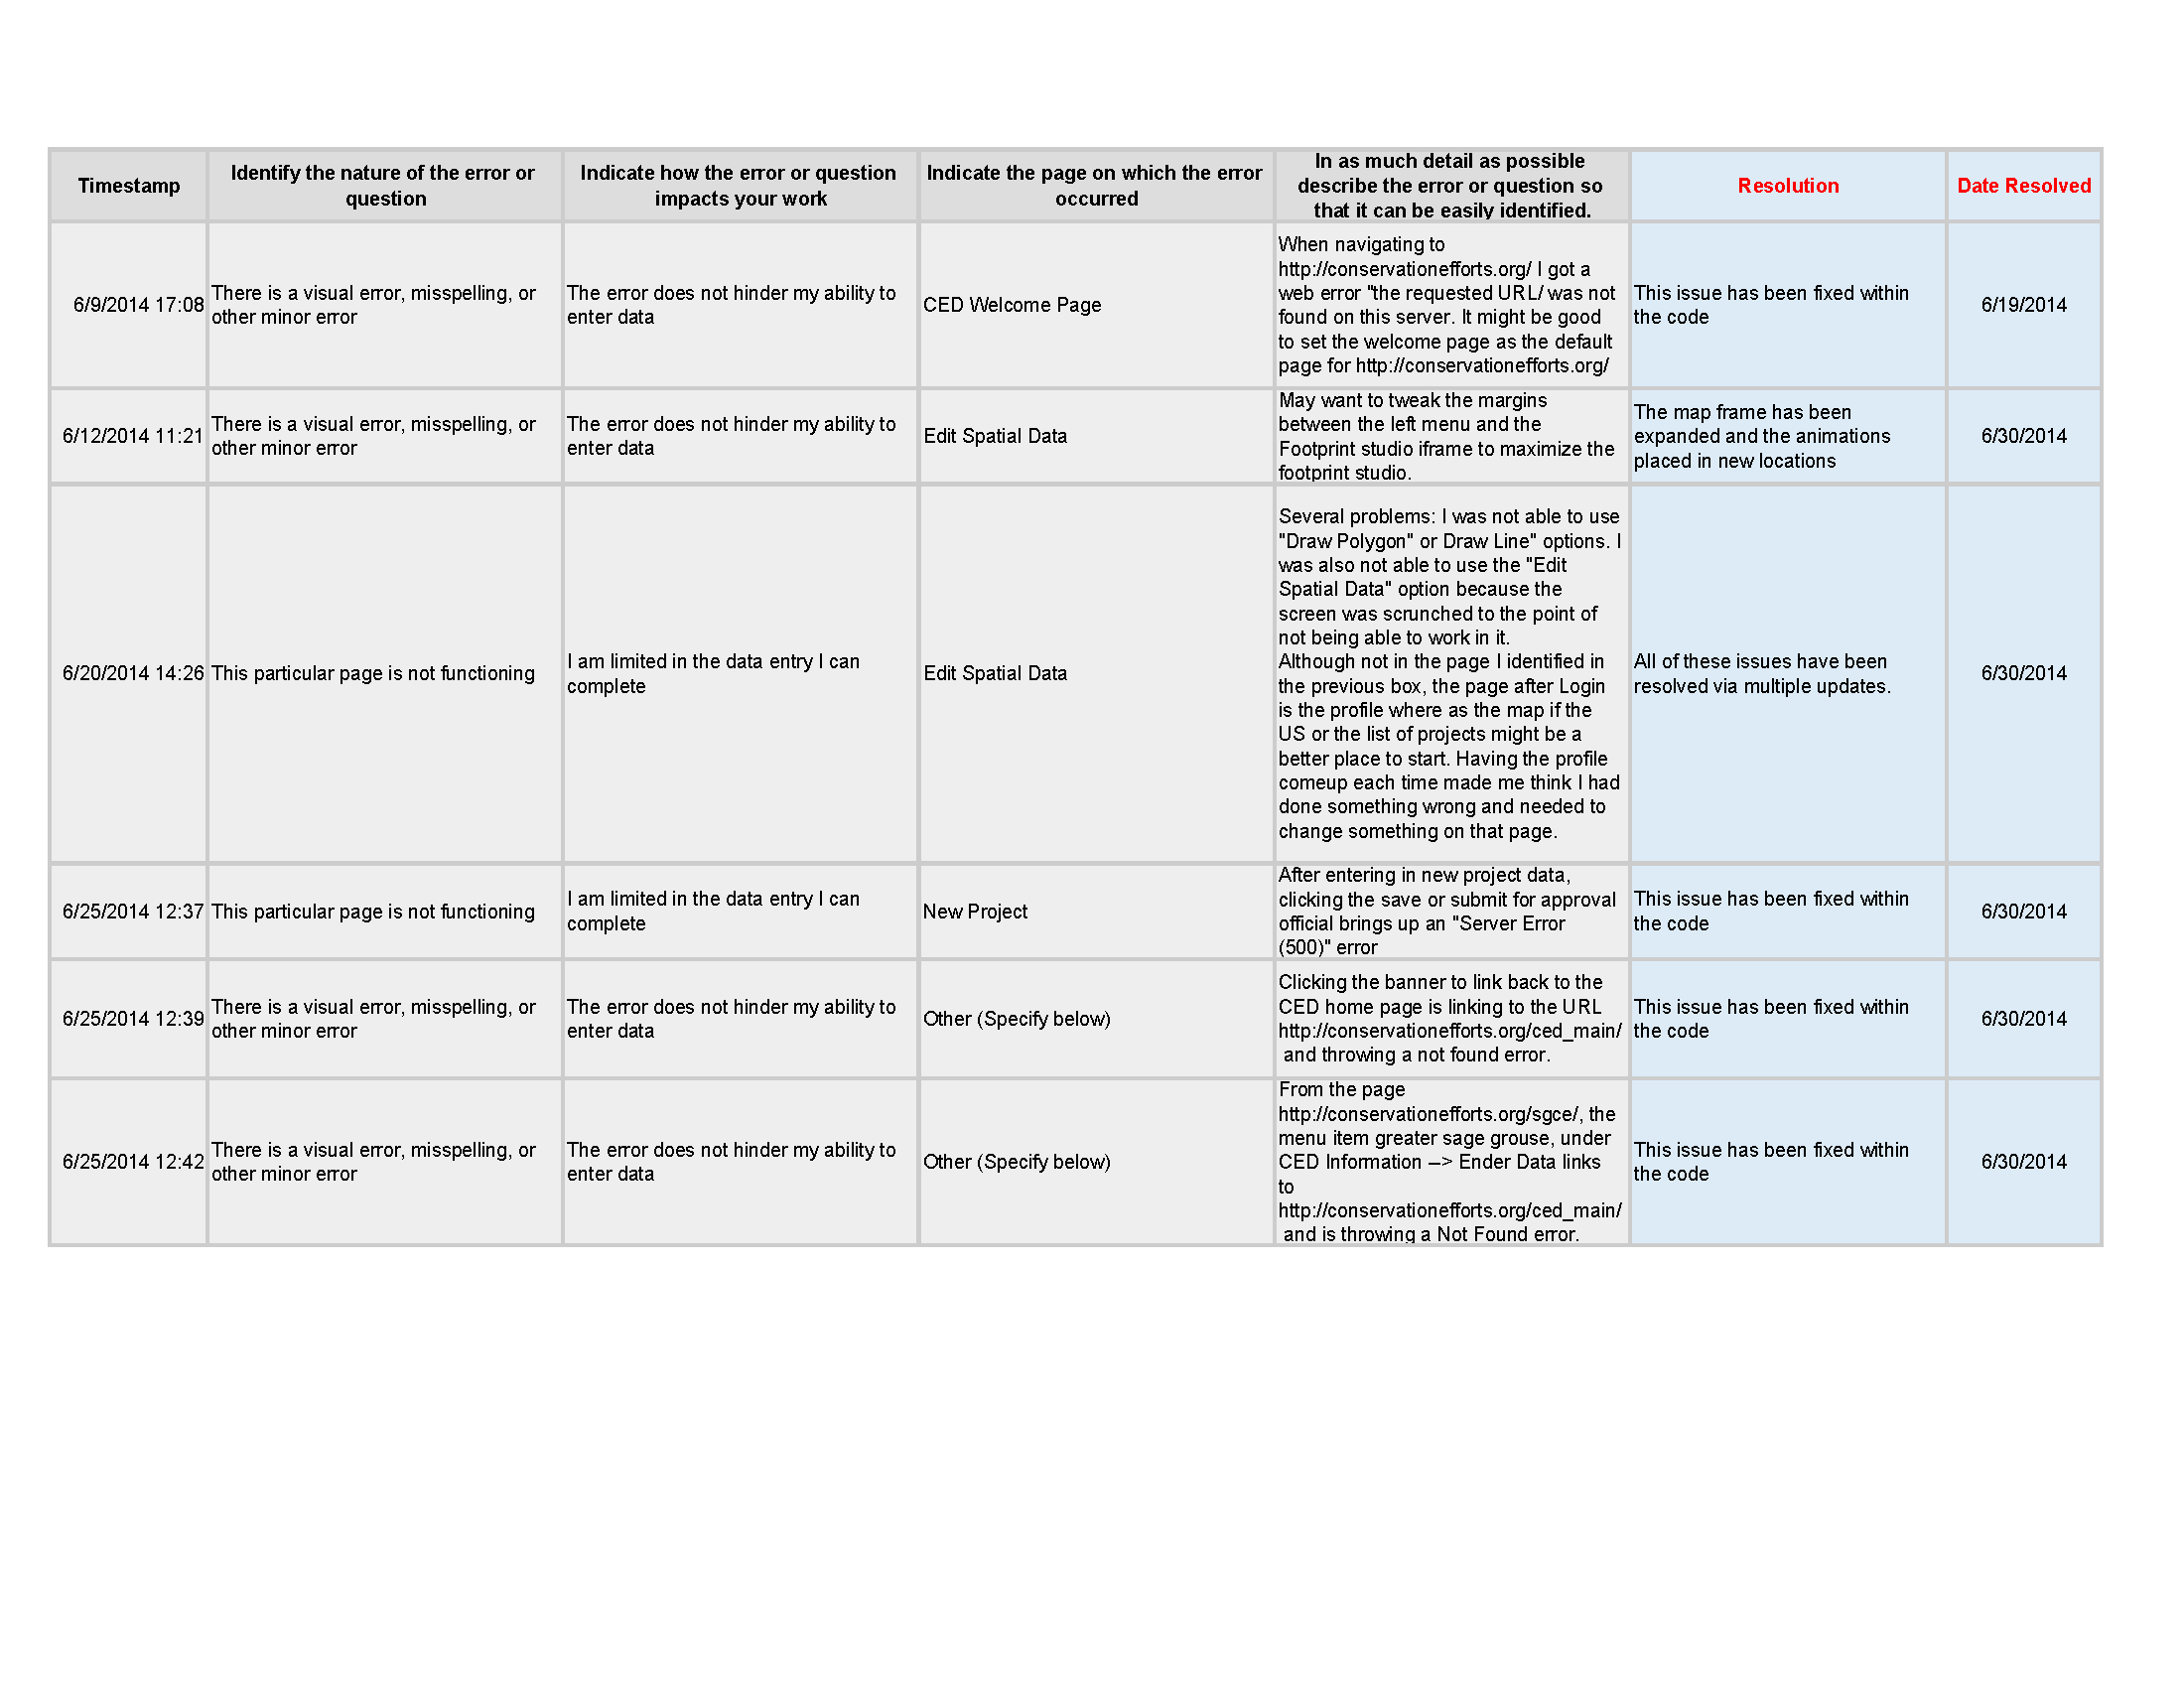 Timestamp
Identify the nature of the error or
question
Indicate how the error or question
impacts your work
Indicate the page on which the error
occurred
In as much detail as possible
describe the error or question so
that it can be easily identified.
Resolution
Date Resolved
6/9/2014 17:08
There is a visual error, misspelling, or
other minor error
The error does not hinder my ability to
enter data
CED Welcome Page
When navigating to
http://conservationefforts.org/ I got a
web error "the requested URL/ was not
found on this server. It might be good
to set the welcome page as the default
page for http://conservationefforts.org/
This issue has been fixed within
the code
6/19/2014
6/12/2014 11:21
There is a visual error, misspelling, or
other minor error
The error does not hinder my ability to
enter data
Edit Spatial Data
May want to tweak the margins
between the left menu and the
Footprint studio iframe to maximize the
footprint studio.
The map frame has been
expanded and the animations
placed in new locations
6/30/2014
6/20/2014 14:26
This particular page is not functioning
I am limited in the data entry I can
complete
Edit Spatial Data
Several problems: I was not able to use
"Draw Polygon" or Draw Line" options. I
was also not able to use the "Edit
Spatial Data" option because the
screen was scrunched to the point of
not being able to work in it.
Although not in the page I identified in
the previous box, the page after Login
is the profile where as the map if the
US or the list of projects might be a
better place to start. Having the profile
comeup each time made me think I had
done something wrong and needed to
change something on that page.
All of these issues have been
resolved via multiple updates.
6/30/2014
6/25/2014 12:37
This particular page is not functioning
I am limited in the data entry I can
complete
New Project
After entering in new project data,
clicking the save or submit for approval
official brings up an "Server Error
(500)" error
This issue has been fixed within
the code
6/30/2014
6/25/2014 12:39
There is a visual error, misspelling, or
other minor error
The error does not hinder my ability to
enter data
Other (Specify below)
Clicking the banner to link back to the
CED home page is linking to the URL
http://conservationefforts.org/ced_main/
and throwing a not found error.
This issue has been fixed within
the code
6/30/2014
6/25/2014 12:42
There is a visual error, misspelling, or
other minor error
The error does not hinder my ability to
enter data
Other (Specify below)
From the page
http://conservationefforts.org/sgce/, the
menu item greater sage grouse, under
CED Information --> Ender Data links
to
http://conservationefforts.org/ced_main/
and is throwing a Not Found error.
This issue has been fixed within
the code
6/30/2014